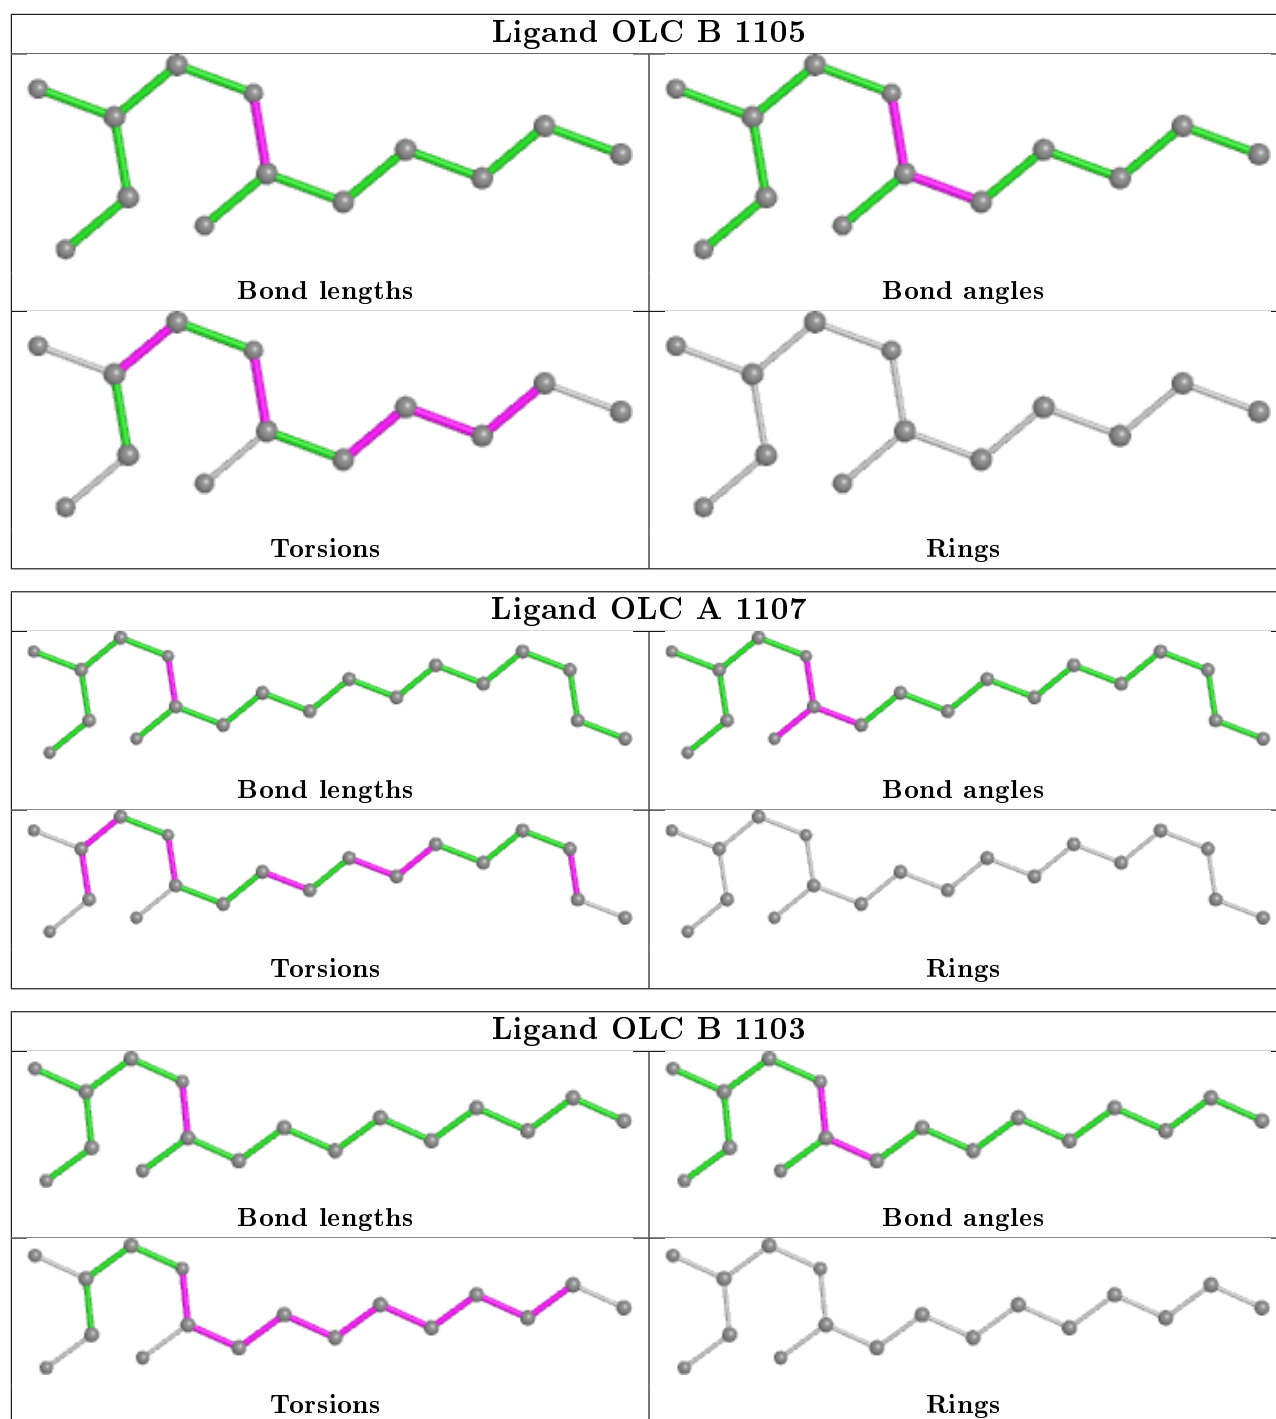 Ligand OLC B 1105
Bond lengths
Bond angles
Torsions
Rings
Ligand OLC A 1107
Bond lengths
Bond angles
Torsions
Rings
Ligand OLC B 1103
Bond lengths
Bond angles
Torsions
Rings